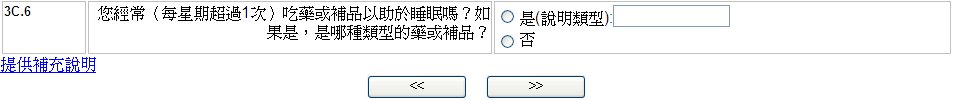 3C.6
您經常（每星期超過1次）吃藥或補品以助於睡眠嗎？如
果是，是哪種類型的藥或補品？
是(說明類型):
否
提供補充說明
<<
>>